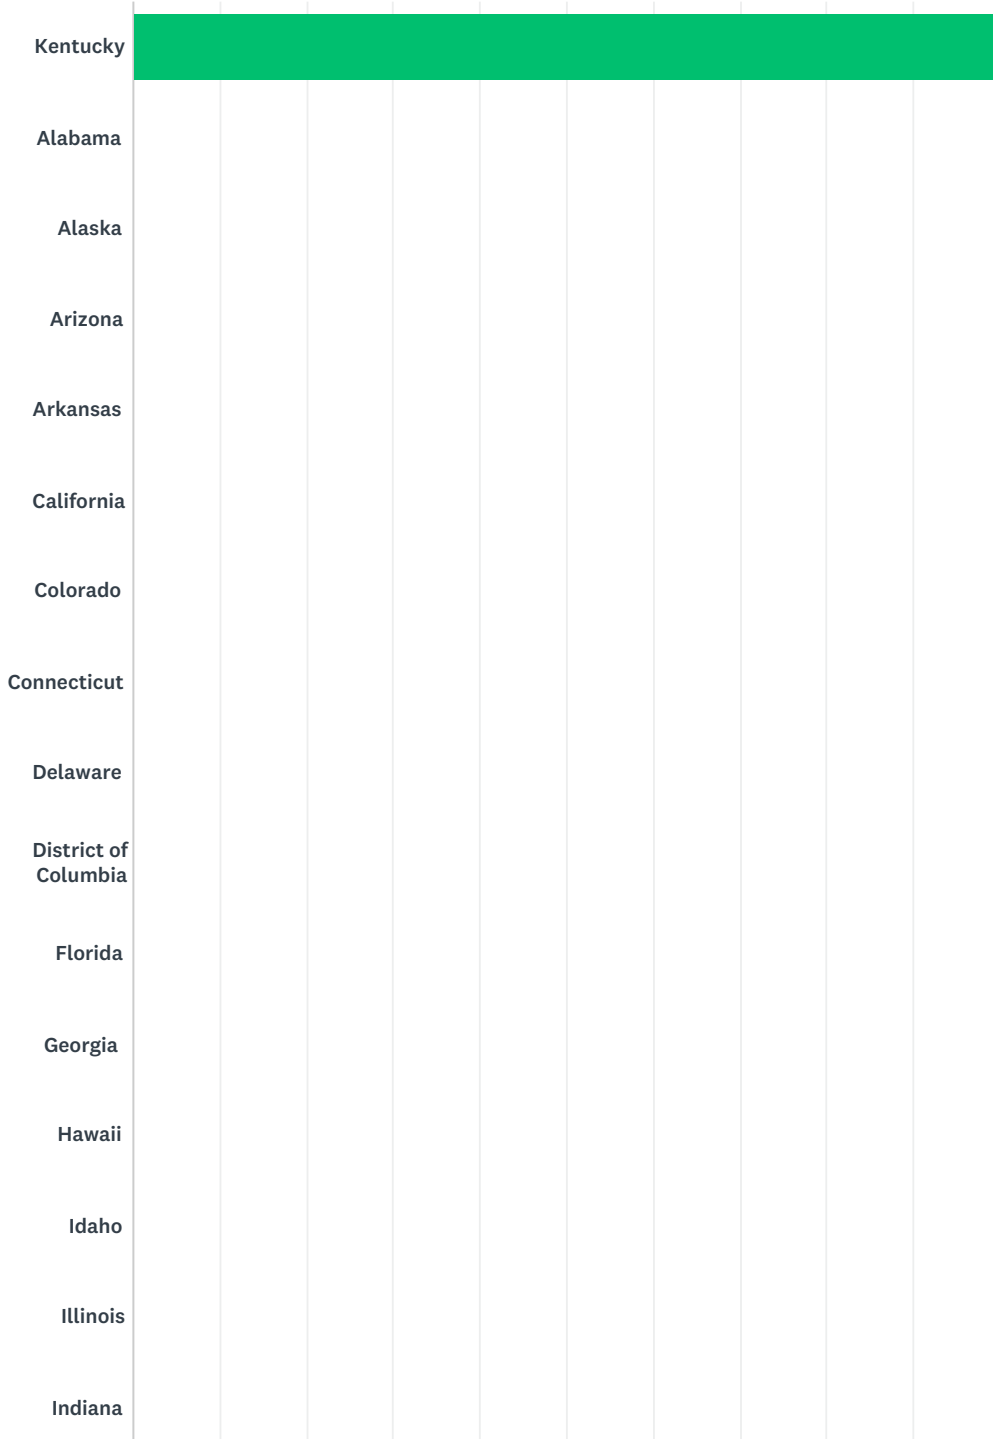 Kentucky
Alabama
Alaska
Arizona
Arkansas
California
Colorado
Connecticut
Delaware
District of
Columbia
Florida
Georgia
Hawaii
Idaho
Illinois
Indiana